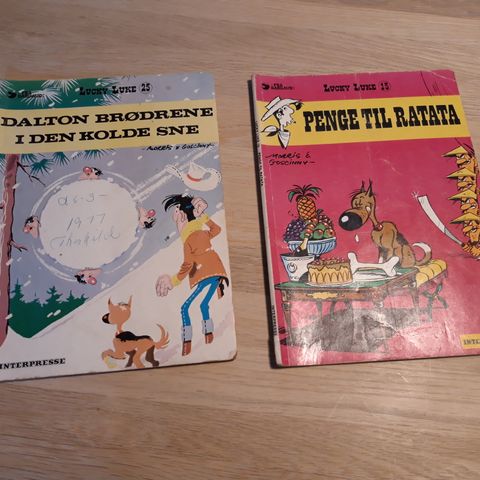 LUCKY LUKE (25)
DALTON BRØDRENE
I DEN KOLDE SNE
-MORRIS & GOSCINNY-
1977
INTERPRESSE
LUCKY LUKE (15)
PENGE TIL RATATA
-MORRIS &
GOSCINNY-